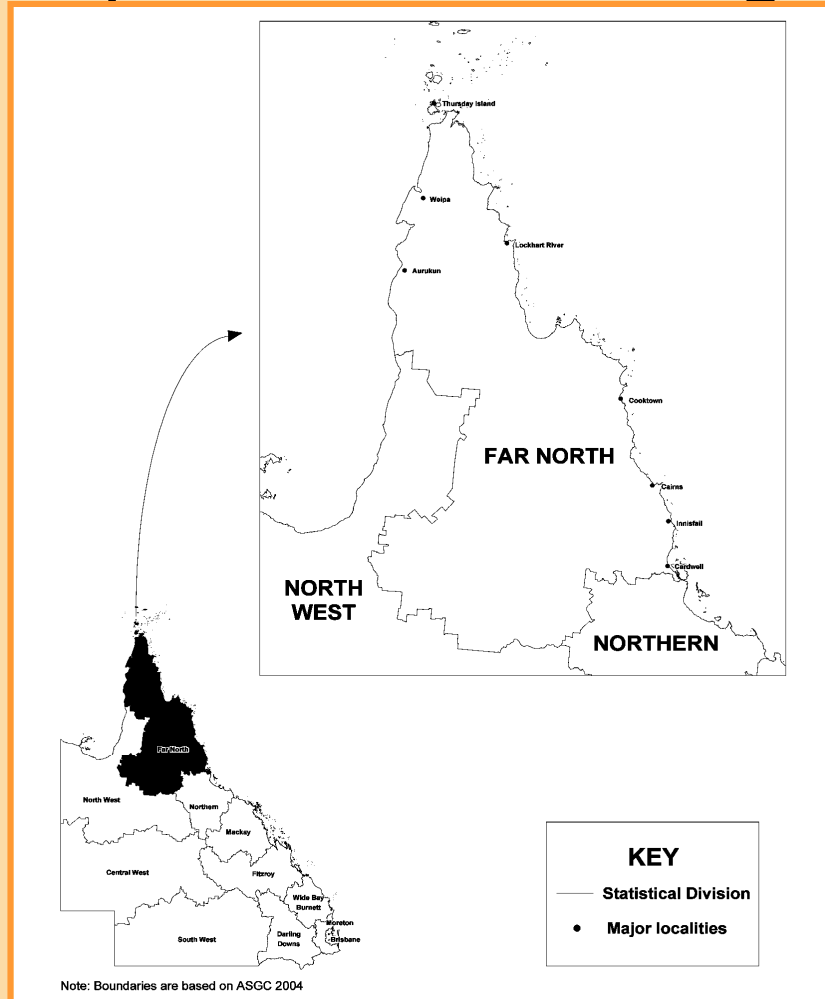 Thursday Island
Weipa
Lockhart River
Aurukun
Cooktown
FAR NORTH
Cairns
Innisfail
Cardwell
NORTH
WEST
NORTHERN
Far North
North West
Northern
Mackay
Central West
Fitzroy
Wide Bay
Burnett
Moreton
Brisbane
Darling
Downs
South West
KEY
Statistical Division
Major localities
Note: Boundaries are based on ASGC 2004